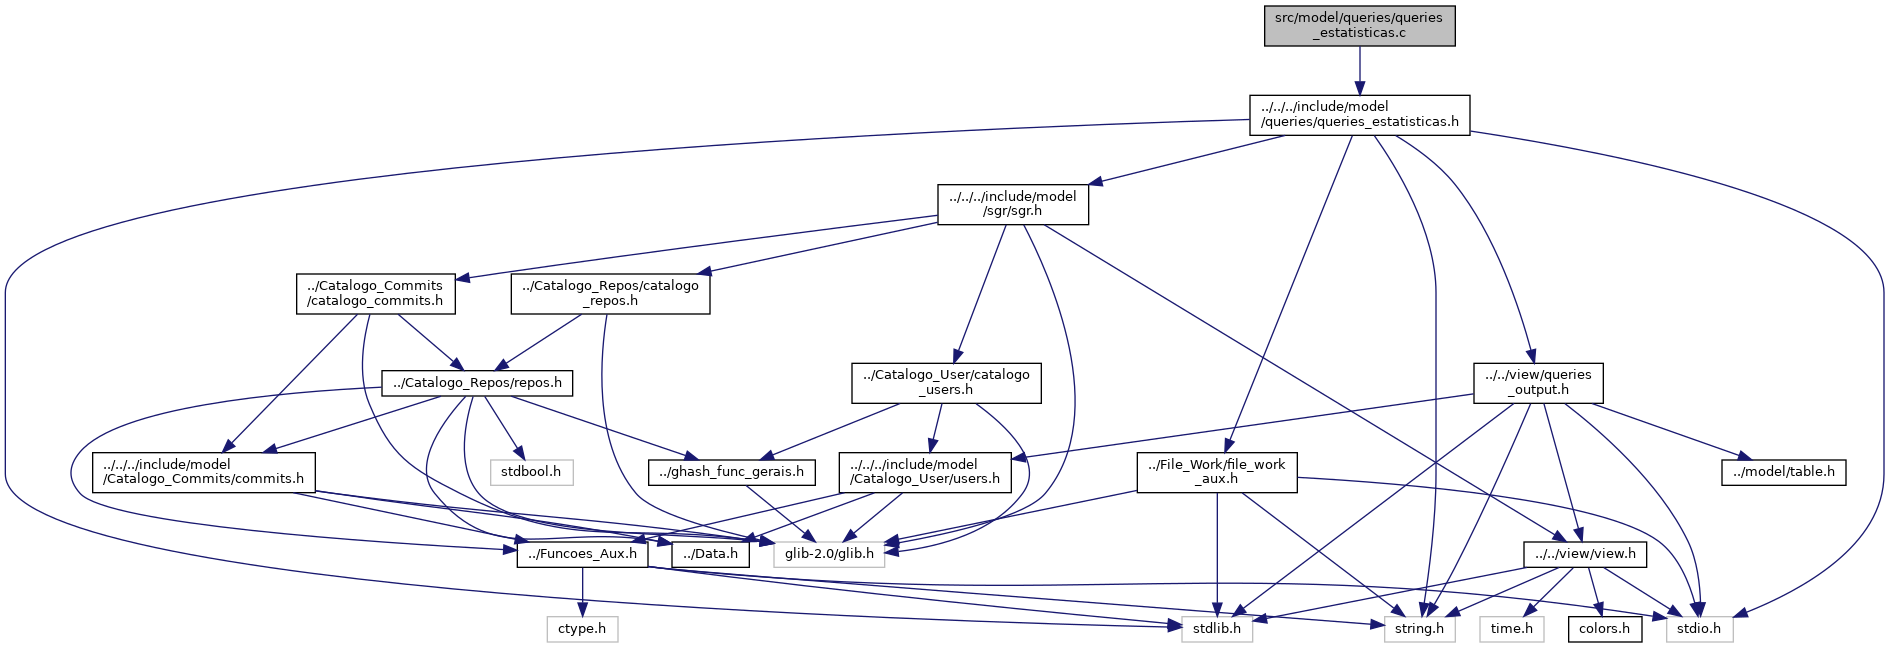 src/model/queries/queries
_estatisticas.c
../../../include/model
/queries/queries_estatisticas.h
../../../include/model
/sgr/sgr.h
../Catalogo_Commits
/catalogo_commits.h
../Catalogo_Repos/catalogo
_repos.h
../Catalogo_Repos/repos.h
../Catalogo_User/catalogo
_users.h
../../view/queries
_output.h
../../../include/model
/Catalogo_Commits/commits.h
stdbool.h
../ghash_func_gerais.h
../../../include/model
/Catalogo_User/users.h
../File_Work/file_work
_aux.h
../model/table.h
../Funcoes_Aux.h
../Data.h
glib-2.0/glib.h
../../view/view.h
ctype.h
stdlib.h
string.h
time.h
colors.h
stdio.h